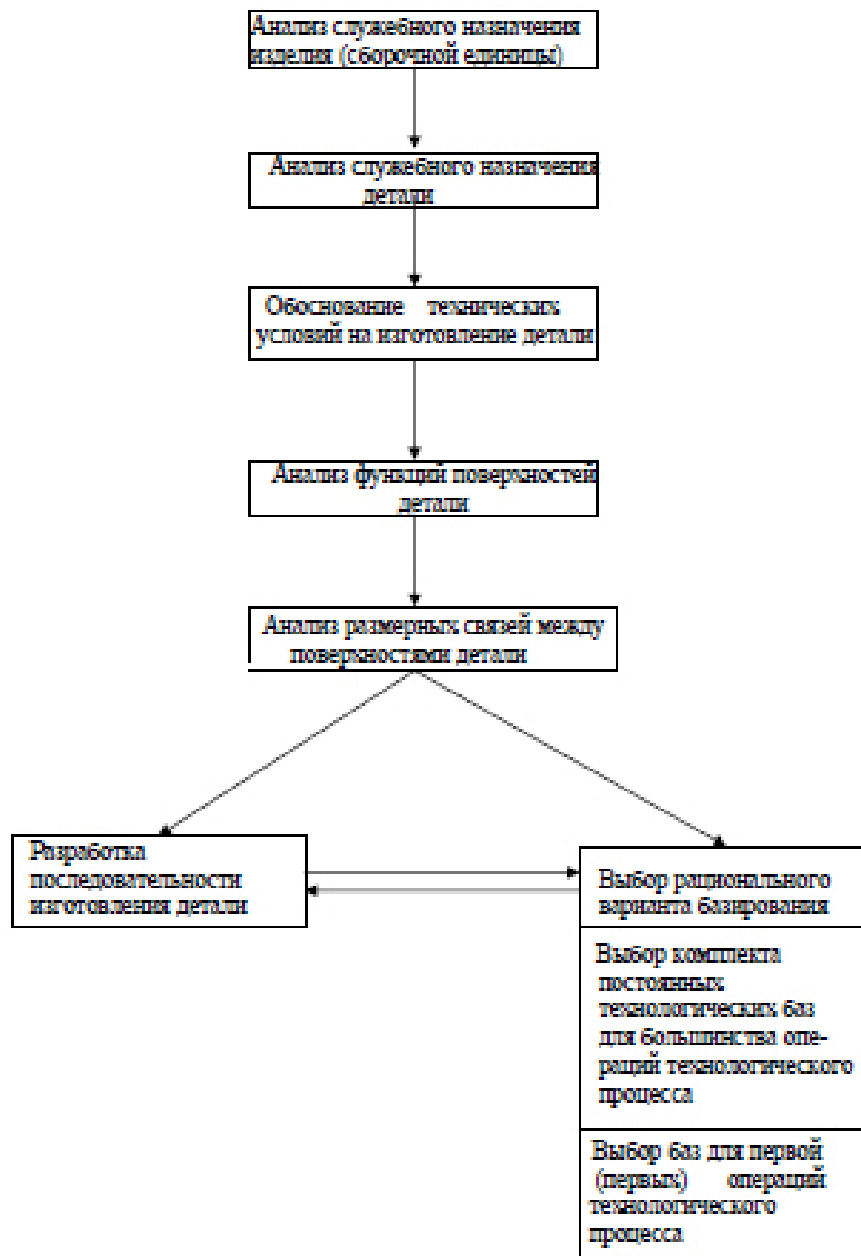 Анализ служебного назначения
изделия (сборочной единицы)
Анализ служебного назначения
детали
Обоснование технических
условий на изготовление детали
Анализ функций поверхностей
детали
Анализ размерных связей между
поверхностями детали
Разработка
последовательности
изготовления детали
Выбор рационального
варианта базирования
Выбор комплекта
постоянных
технологических баз
для большинства опе-
раций технологического
процесса
Выбор баз для первой
(первых) операций
технологического
процесса